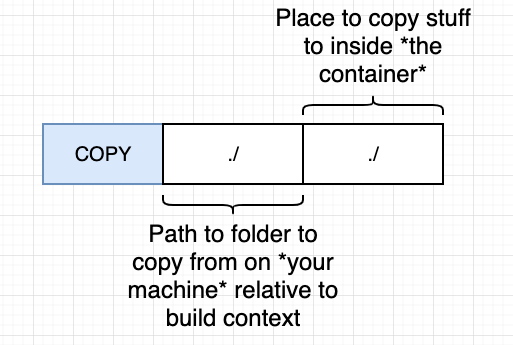 Place to copy stuff
to inside *the
container*
COPY ./ ./
Path to folder to
copy from on *your
machine* relative to
build context